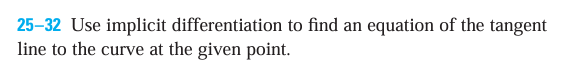 25–32 Use implicit differentiation to find an equation of the tangent
line to the curve at the given point.